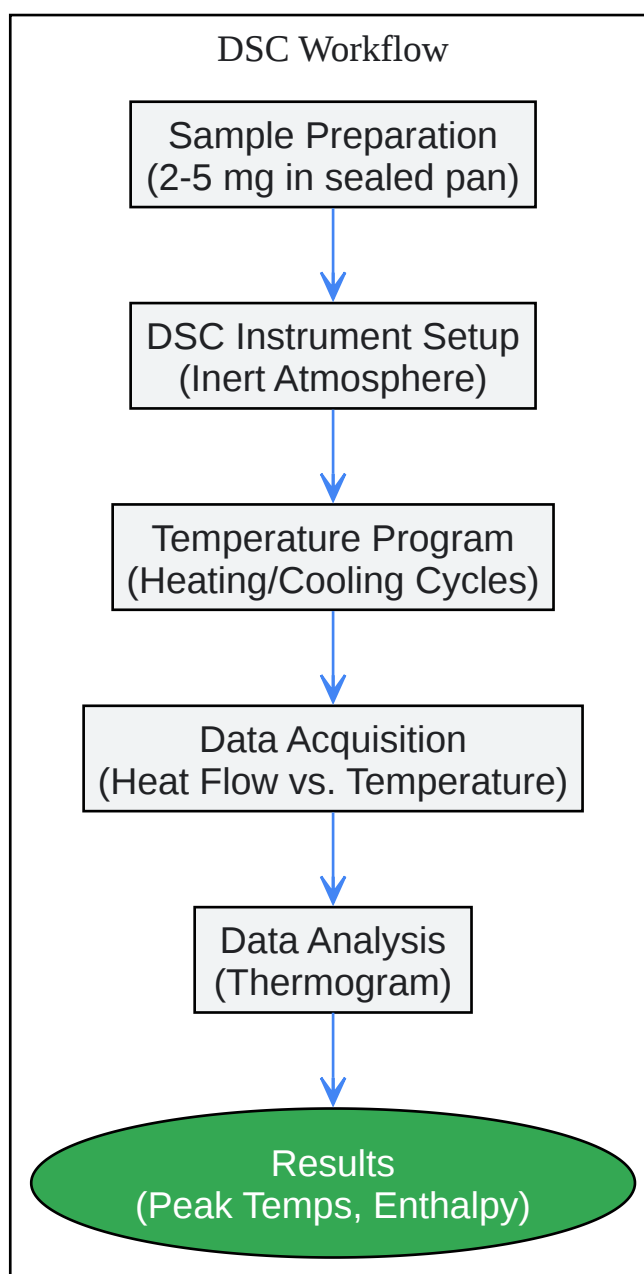 DSC Workflow
Sample Preparation
(2-5 mg in sealed pan)
DSC Instrument Setup
(Inert Atmosphere)
Temperature Program
(Heating/Cooling Cycles)
Data Acquisition
(Heat Flow vs. Temperature)
Data Analysis
(Thermogram)
Results
(Peak Temps, Enthalpy)